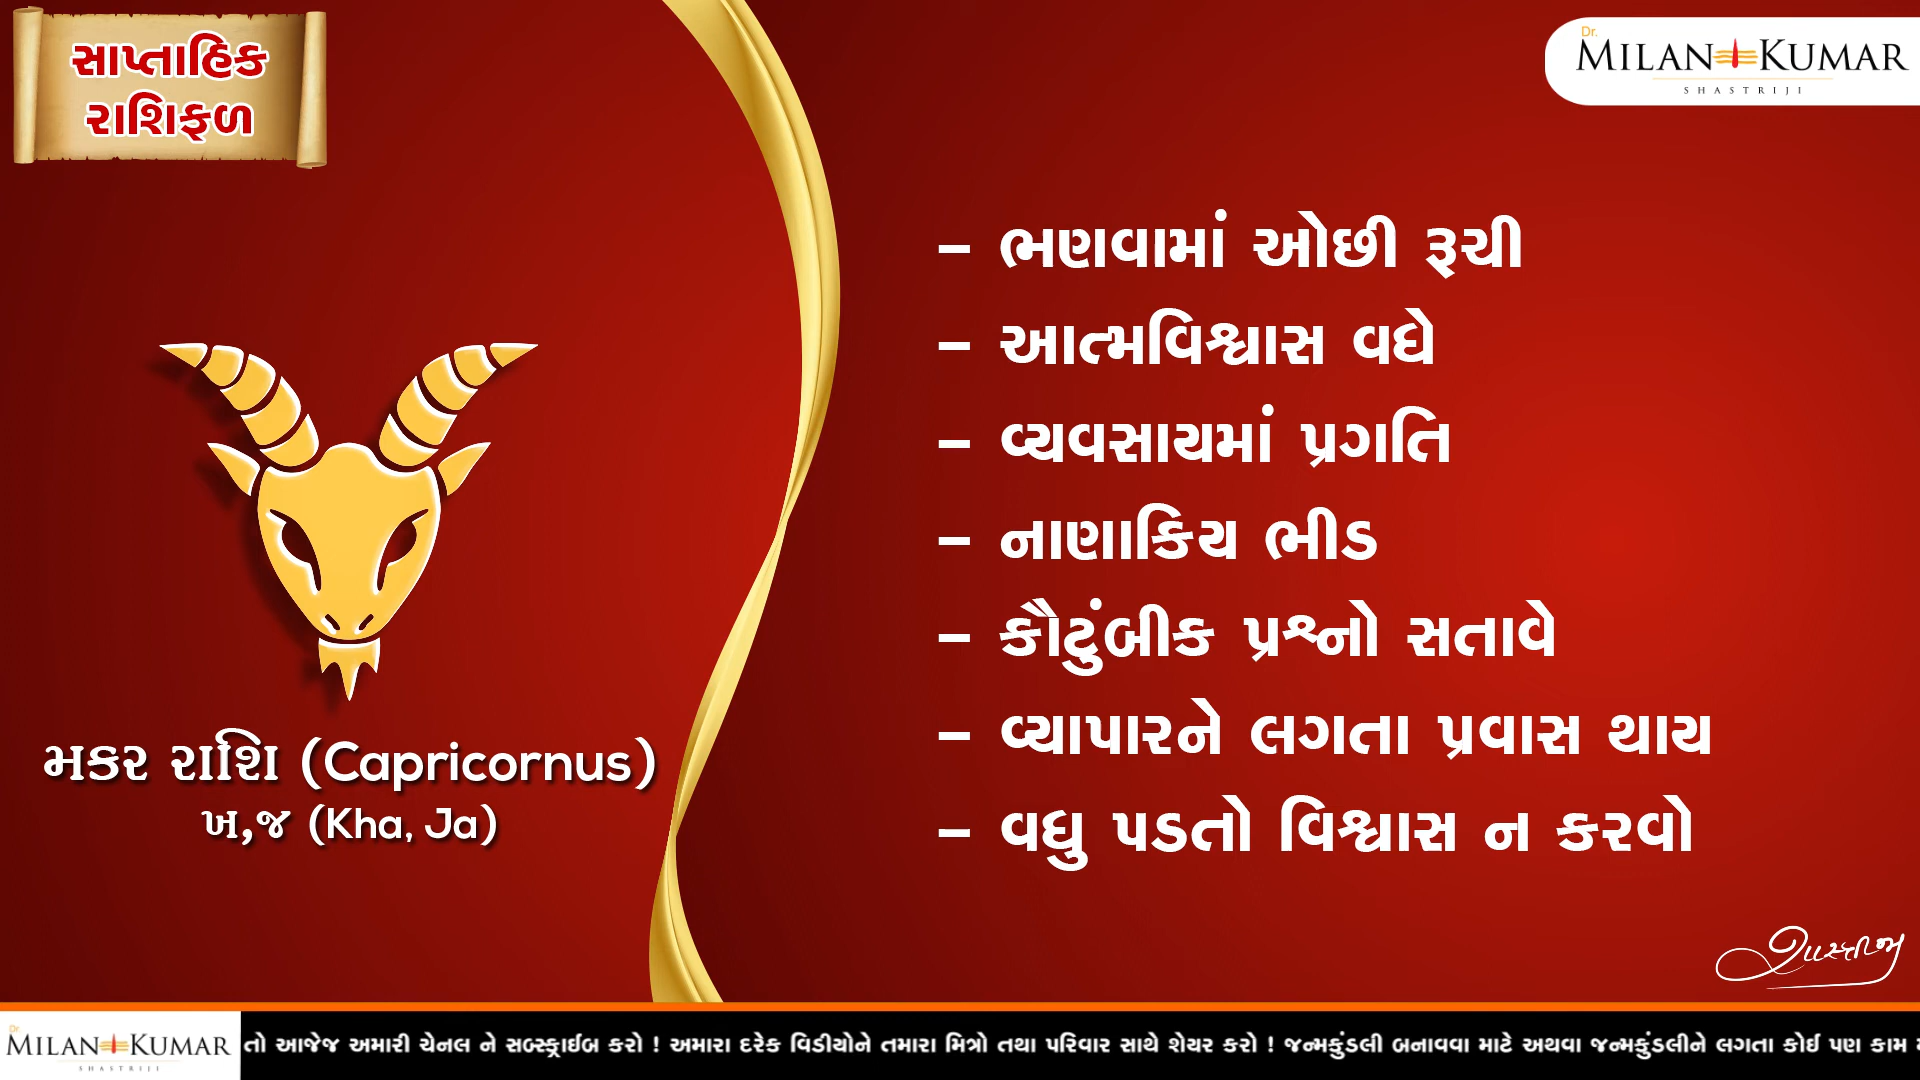 સાપ્તાહિક
રાશિફળ
Dr.
MILAN KUMAR
SHASTRIJI
– ભણવામાં ઓછી રૂચી
– આત્મવિશ્વાસ વધે
– વ્યવસાયમાં પ્રગતિ
– નાણાકિય ભીડ
– કૌટુંબીક પ્રશ્નો સતાવે
– વ્યાપારને લગતા પ્રવાસ થાય
– વધુ પડતો વિશ્વાસ ન કરવો
મકર રાશિ (Capricornus)
ખ,જ (Kha, Ja)
શાસ્ત્રીજી
Dr.
MILAN KUMAR
SHASTRIJI
તો આજેજ અમારી ચેનલ ને સબ્સ્ક્રાઈબ કરો ! અમારા દરેક વિડીયોને તમારા મિત્રો તથા પરિવાર સાથે શેયર કરો ! જન્મકુંડલી બનાવવા માટે અથવા જન્મકુંડલીને લગતા કોઈ પણ કામ